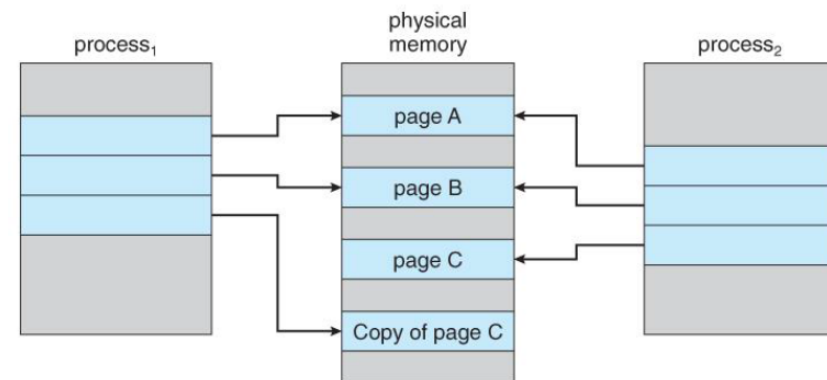 process₁
physical
memory
process₂
page A
page B
page C
Copy of page C